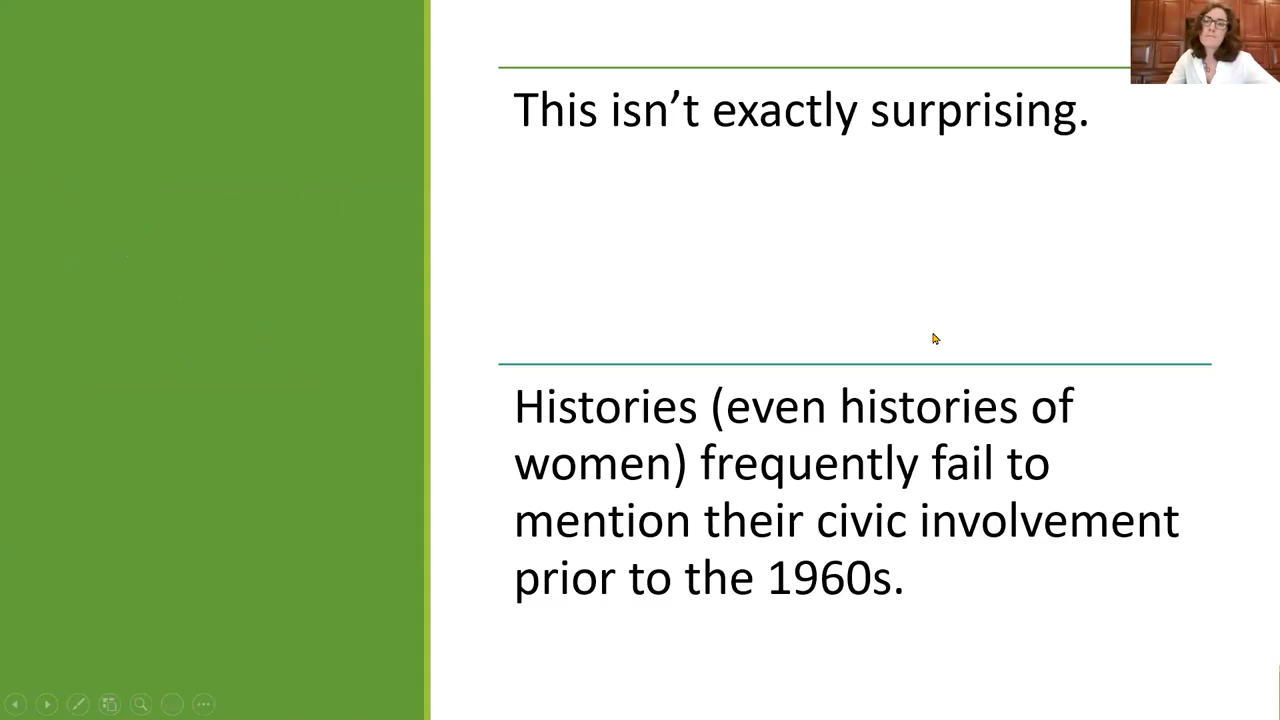 This isn’t exactly surprising.
Histories (even histories of
women) frequently fail to
mention their civic involvement
prior to the 1960s.